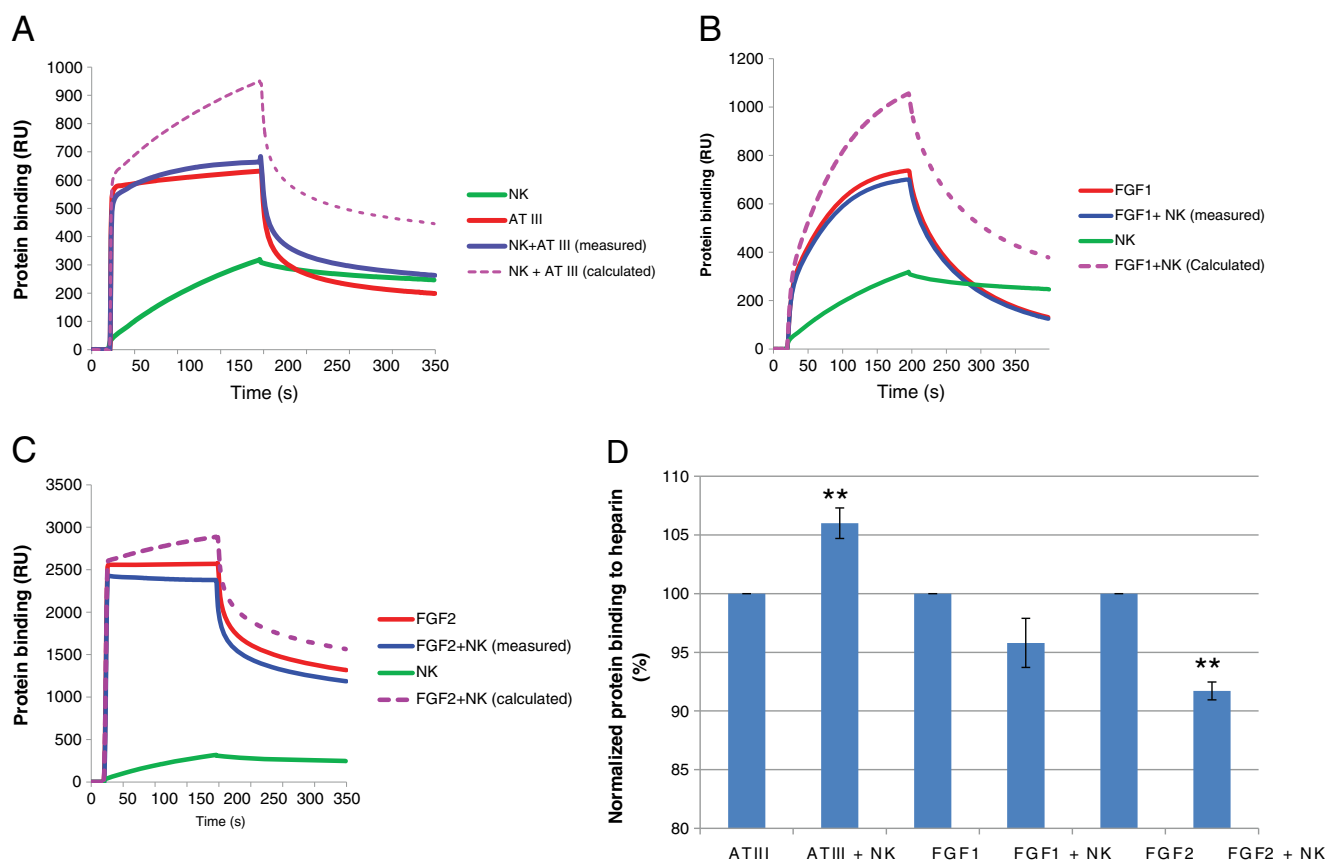 A
1000
900
800
700
600
500
400
300
200
100
0
Protein binding (RU)
0 50 100 150 200 250 300 350
Time (s)
NK
AT III
NK+AT III (measured)
NK + AT III (calculated)
B
1200
1000
800
600
400
200
0
Protein binding (RU)
0 50 100 150 200 250 300 350
Time (s)
FGF1
FGF1+ NK (measured)
NK
FGF1+NK (Calculated)
C
3500
3000
2500
2000
1500
1000
500
0
Protein binding (RU)
0 50 100 150 200 250 300 350
Time (s)
FGF2
FGF2+NK (measured)
NK
FGF2+NK (calculated)
D
110
105
100
95
90
85
80
Normalized protein binding to heparin
(%)
**
**
ATIII ATIII + NK FGF1 FGF1 + NK FGF2 FGF2 + NK